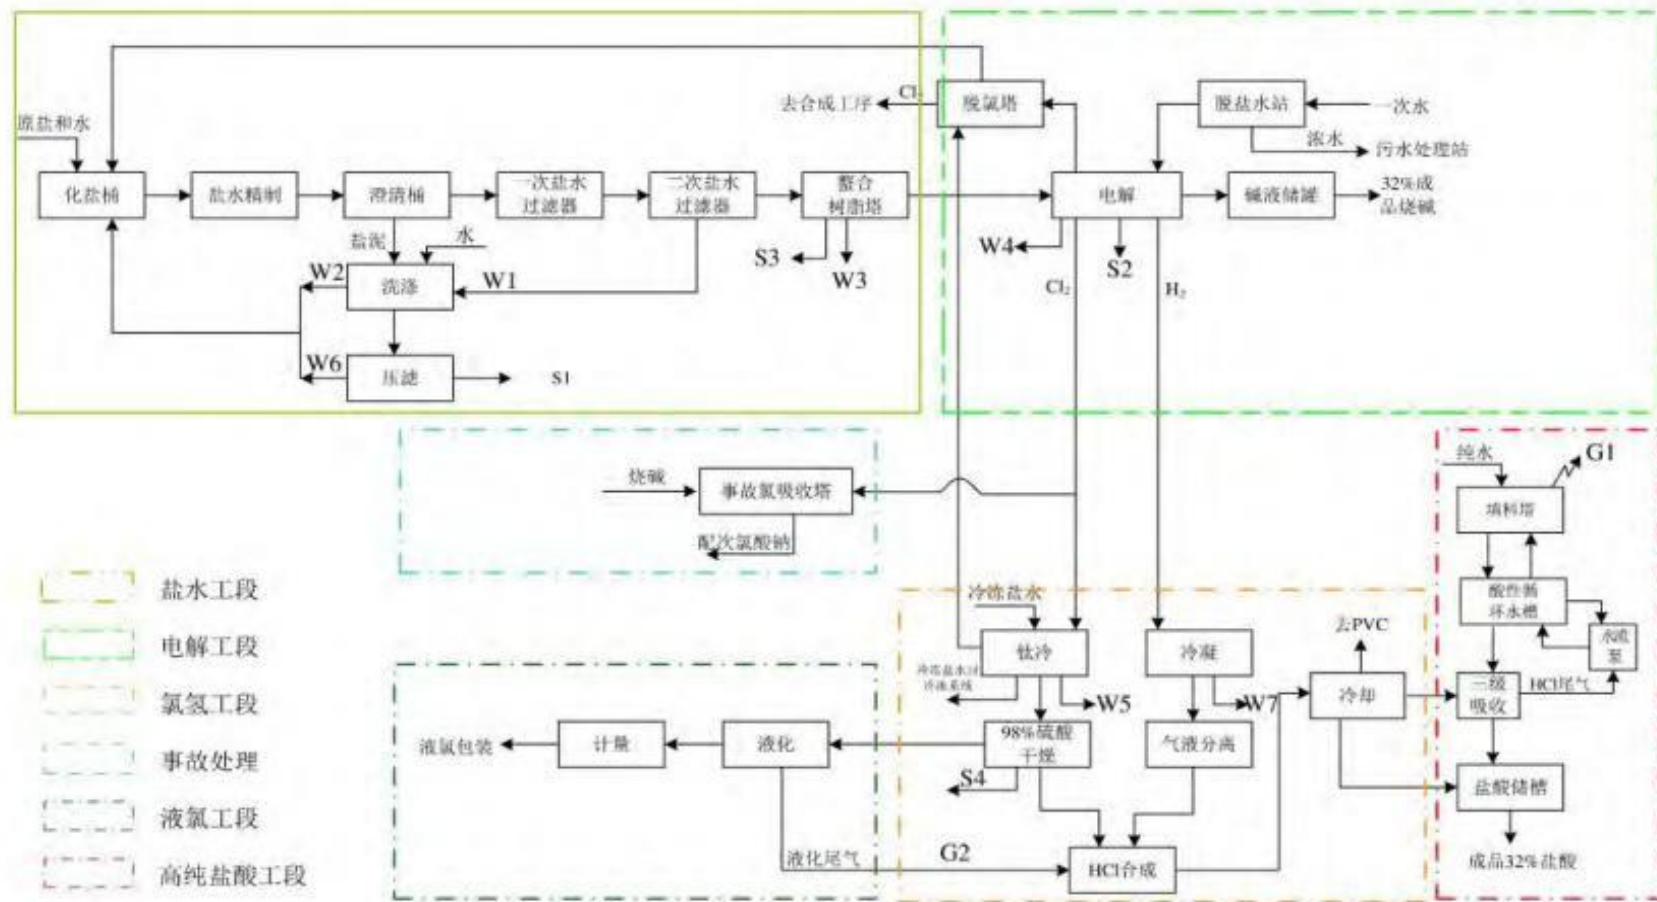 原盐和水
化盐桶
盐水精制
澄清桶
一次盐水
过滤器
二次盐水
过滤器
螯合
树脂塔
盐泥
水
洗涤
W2
W1
S3
W3
W6
压滤
S1
去合成工序
Cl2
脱氯塔
脱盐水站
一次水
浓水
污水处理站
电解
碱液储罐
32%成
品烧碱
W4
S2
Cl2
H2
烧碱
事故氯吸收塔
配次氯酸钠
纯水
G1
填料塔
酸性循
环水槽
水流
泵
三级
吸收
HCl尾气
盐酸储槽
成品32%盐酸
冷冻盐水
钛冷
冷凝
去PVC
冷却
W5
W7
98%硫酸
干燥
气液分离
S4
HCl合成
G2
液氯包装
计量
液化
液化尾气
盐水工段
电解工段
氯氢工段
事故处理
液氯工段
高纯盐酸工段